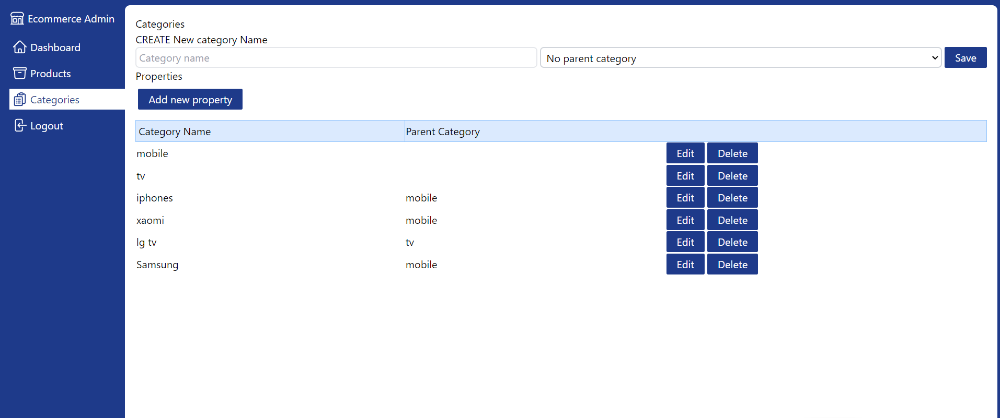 Ecommerce Admin
Dashboard
Products
Categories
Logout
Categories
CREATE New category Name
Category name No parent category Save
Properties
Add new property
Category Name Parent Category
mobile Edit Delete
tv Edit Delete
iphones mobile Edit Delete
xaomi mobile Edit Delete
lg tv tv Edit Delete
Samsung mobile Edit Delete